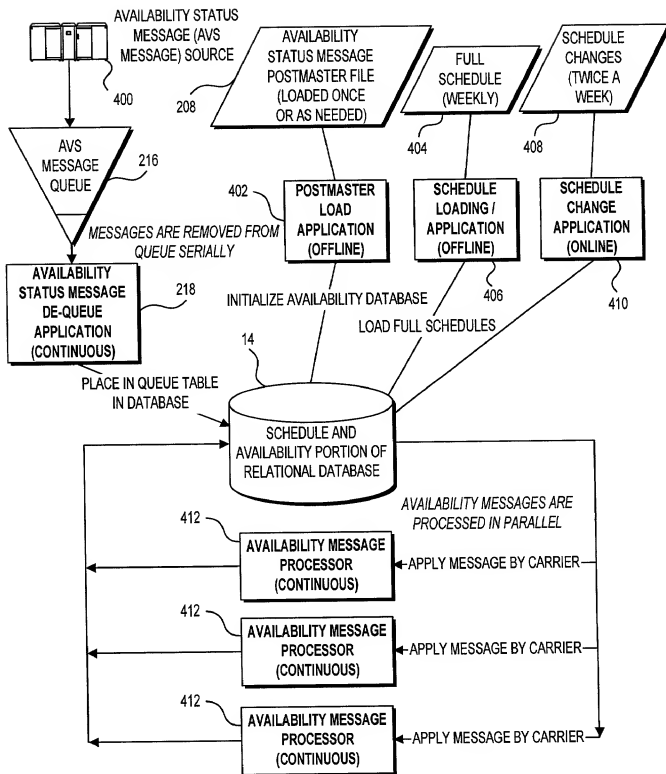 AVAILABILITY STATUS
MESSAGE (AVS
MESSAGE) SOURCE
400
AVAILABILITY
STATUS MESSAGE
POSTMASTER FILE
(LOADED ONCE
OR AS NEEDED)
208
FULL
SCHEDULE
(WEEKLY)
404
SCHEDULE
CHANGES
(TWICE A
WEEK)
408
AVS
MESSAGE
QUEUE
216
MESSAGES ARE REMOVED FROM
QUEUE SERIALLY
402
POSTMASTER
LOAD
APPLICATION
(OFFLINE)
SCHEDULE
LOADING /
APPLICATION
(OFFLINE)
406
SCHEDULE
CHANGE
APPLICATION
(ONLINE)
410
AVAILABILITY
STATUS MESSAGE
DE-QUEUE
APPLICATION
(CONTINUOUS)
218
INITIALIZE AVAILABILITY DATABASE
LOAD FULL SCHEDULES
PLACE IN QUEUE TABLE
IN DATABASE
14
SCHEDULE AND
AVAILABILITY PORTION OF
RELATIONAL DATABASE
AVAILABILITY MESSAGES ARE
PROCESSED IN PARALLEL
412
AVAILABILITY MESSAGE
PROCESSOR
(CONTINUOUS)
APPLY MESSAGE BY CARRIER
412
AVAILABILITY MESSAGE
PROCESSOR
(CONTINUOUS)
APPLY MESSAGE BY CARRIER
412
AVAILABILITY MESSAGE
PROCESSOR
(CONTINUOUS)
APPLY MESSAGE BY CARRIER